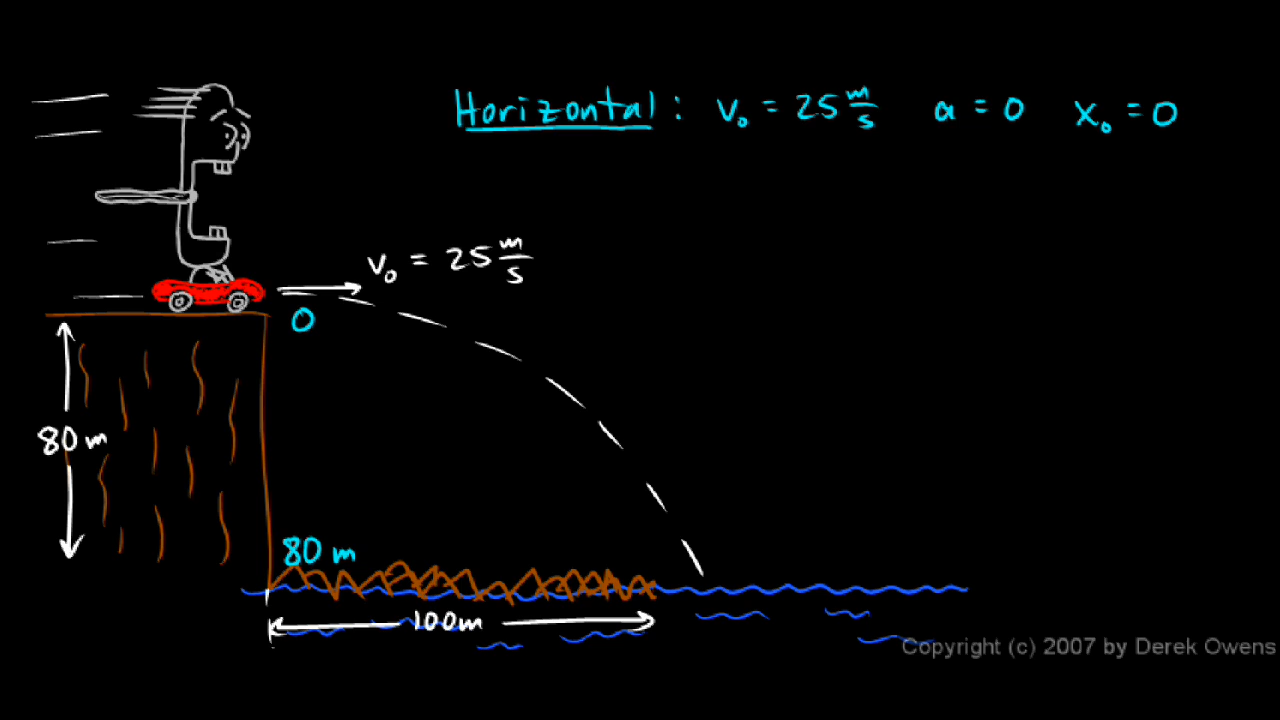 Horizontal: v₀ = 25 m/s a = 0 x₀ = 0
v₀ = 25 m/s
0
80 m
80 m
100m
Copyright (c) 2007 by Derek Owens